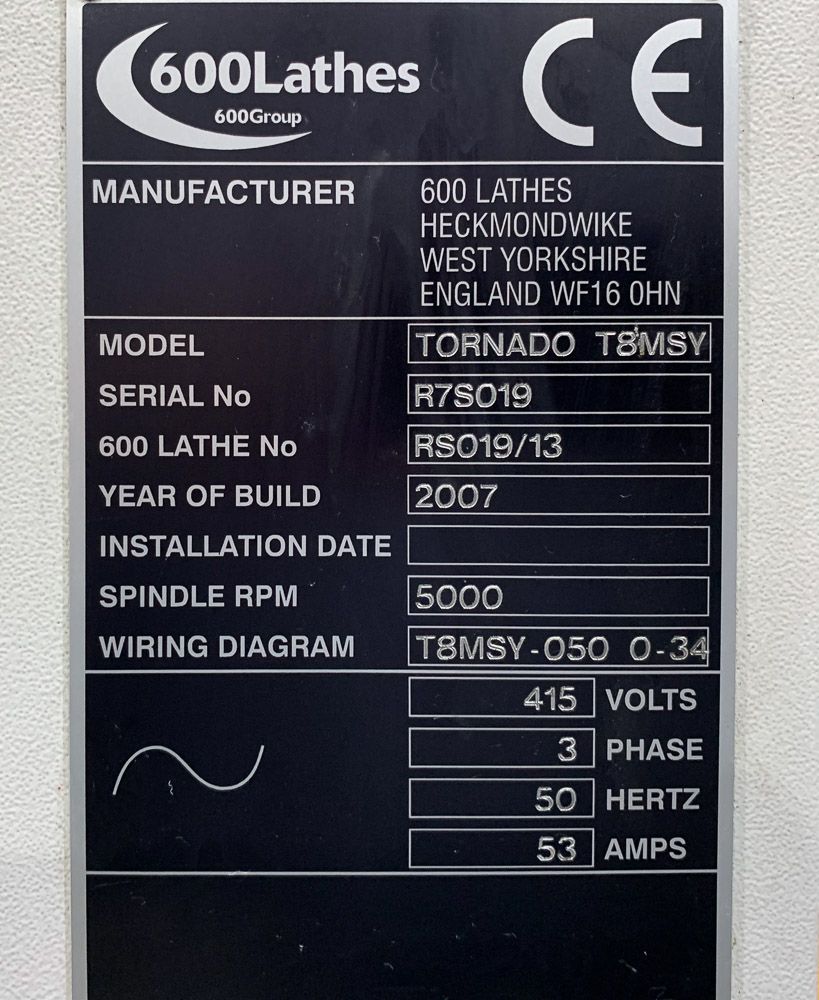 600Lathes
600Group
CE
MANUFACTURER 600 LATHES
HECKMONDWIKE
WEST YORKSHIRE
ENGLAND WF16 0HN
MODEL TORNADO T8MSY
SERIAL No R7S019
600 LATHE No RS019/13
YEAR OF BUILD 2007
INSTALLATION DATE
SPINDLE RPM 5000
WIRING DIAGRAM T8MSY-050 0-34
415 VOLTS
3 PHASE
50 HERTZ
53 AMPS